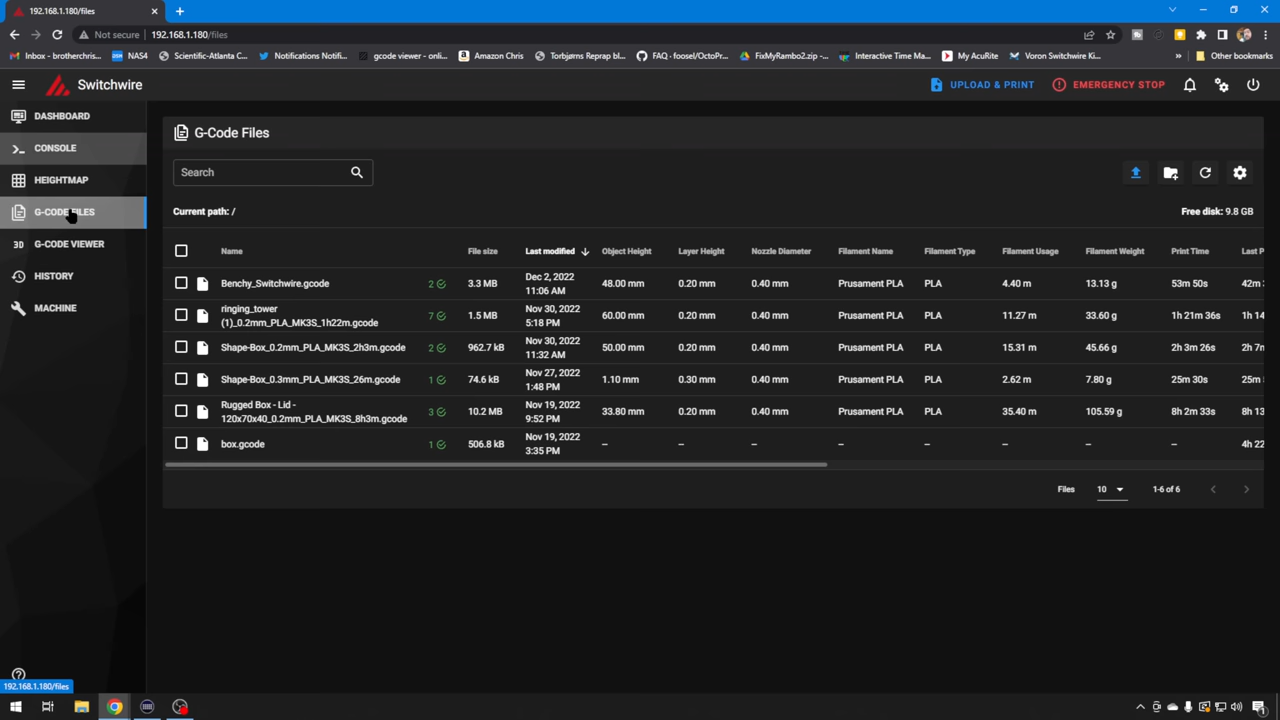 192.168.1.180/files
Not secure
192.168.1.180/files
Inbox - brotherchris...
NAS4
Scientific-Atlanta C...
Notifications Notifi...
gcode viewer - onli...
Amazon Chris
Torbjørns Reprap blo...
FAQ · foosel/OctoPr...
FixMyRambo2.zip -...
Interactive Time Ma...
My AcuRite
Voron Switchwire Ki...
Other bookmarks
Switchwire
UPLOAD & PRINT
EMERGENCY STOP
DASHBOARD
CONSOLE
HEIGHTMAP
G-CODE FILES
3D G-CODE VIEWER
HISTORY
MACHINE
G-Code Files
Search
Current path: /
Free disk: 9.8 GB
Name File size Last modified Object Height Layer Height Nozzle Diameter Filament Name Filament Type Filament Usage Filament Weight Print Time Last P
Benchy_Switchwire.gcode 2 3.3 MB Dec 2, 2022 11:06 AM 48.00 mm 0.20 mm 0.40 mm Prusament PLA PLA 4.40 m 13.13 g 53m 50s 42m
ringing_tower
(1)_0.2mm_PLA_MK3S_1h22m.gcode 7 1.5 MB Nov 30, 2022 5:18 PM 60.00 mm 0.20 mm 0.40 mm Prusament PLA PLA 11.27 m 33.60 g 1h 21m 36s 1h 14
Shape-Box_0.2mm_PLA_MK3S_2h3m.gcode 2 962.7 kB Nov 30, 2022 11:32 AM 50.00 mm 0.20 mm 0.40 mm Prusament PLA PLA 15.31 m 45.66 g 2h 3m 26s 2h 7m
Shape-Box_0.3mm_PLA_MK3S_26m.gcode 1 74.6 kB Nov 27, 2022 1:48 PM 1.10 mm 0.30 mm 0.40 mm Prusament PLA PLA 2.62 m 7.80 g 25m 30s 25m
Rugged Box - Lid -
120x70x40_0.2mm_PLA_MK3S_8h3m.gcode 3 10.2 MB Nov 19, 2022 9:52 PM 33.80 mm 0.20 mm 0.40 mm Prusament PLA PLA 35.40 m 105.59 g 8h 2m 33s 8h 13
box.gcode 1 506.8 kB Nov 19, 2022 3:35 PM – – – – – – – – 4h 22
Files 10 1-6 of 6
192.168.1.180/files